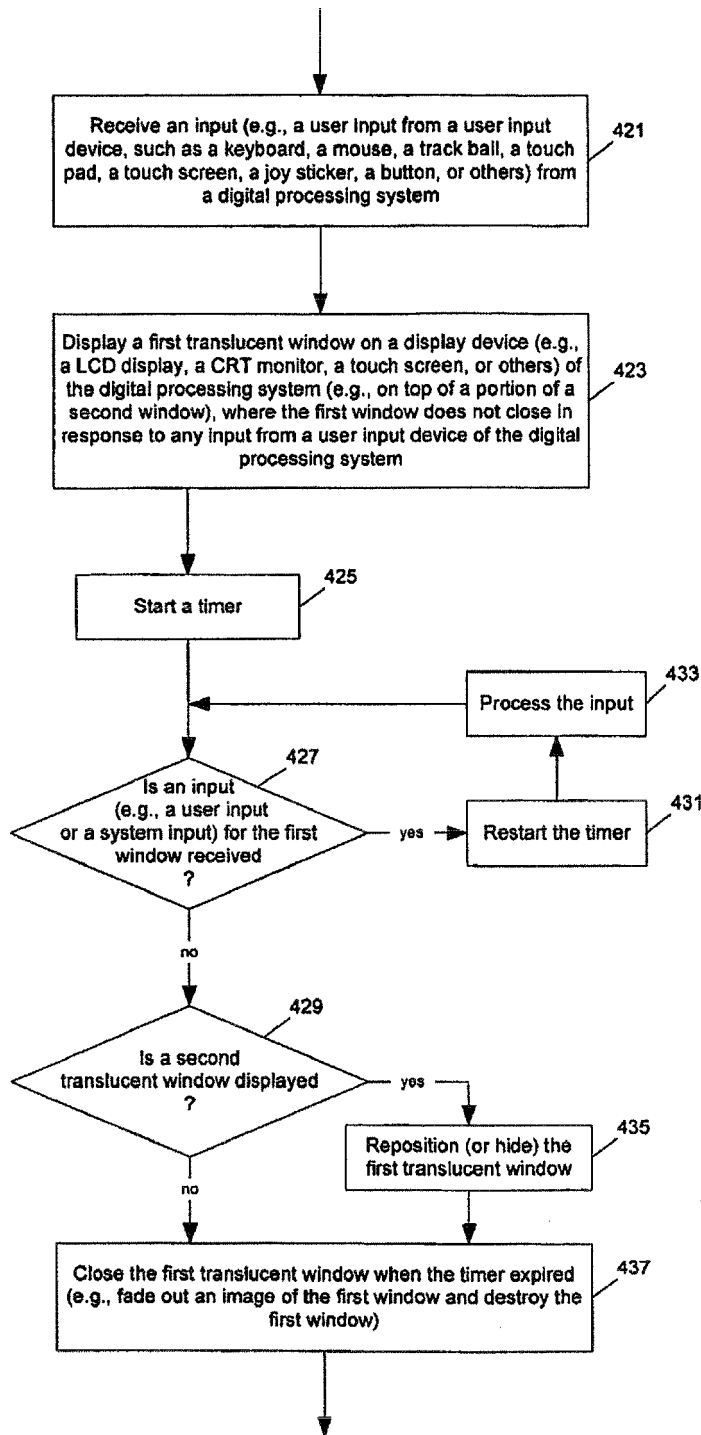 Receive an input (e.g., a user input from a user input
device, such as a keyboard, a mouse, a track ball, a touch
pad, a touch screen, a joy sticker, a button, or others) from
a digital processing system
421
Display a first translucent window on a display device (e.g.,
a LCD display, a CRT monitor, a touch screen, or others) of
the digital processing system (e.g., on top of a portion of a
second window), where the first window does not close in
response to any input from a user input device of the digital
processing system
423
Start a timer
425
Process the input
433
Is an input
(e.g., a user input
or a system input) for the first
window received
?
427
yes
Restart the timer
431
no
Is a second
translucent window displayed
?
429
yes
Reposition (or hide) the
first translucent window
435
no
Close the first translucent window when the timer expired
(e.g., fade out an image of the first window and destroy the
first window)
437